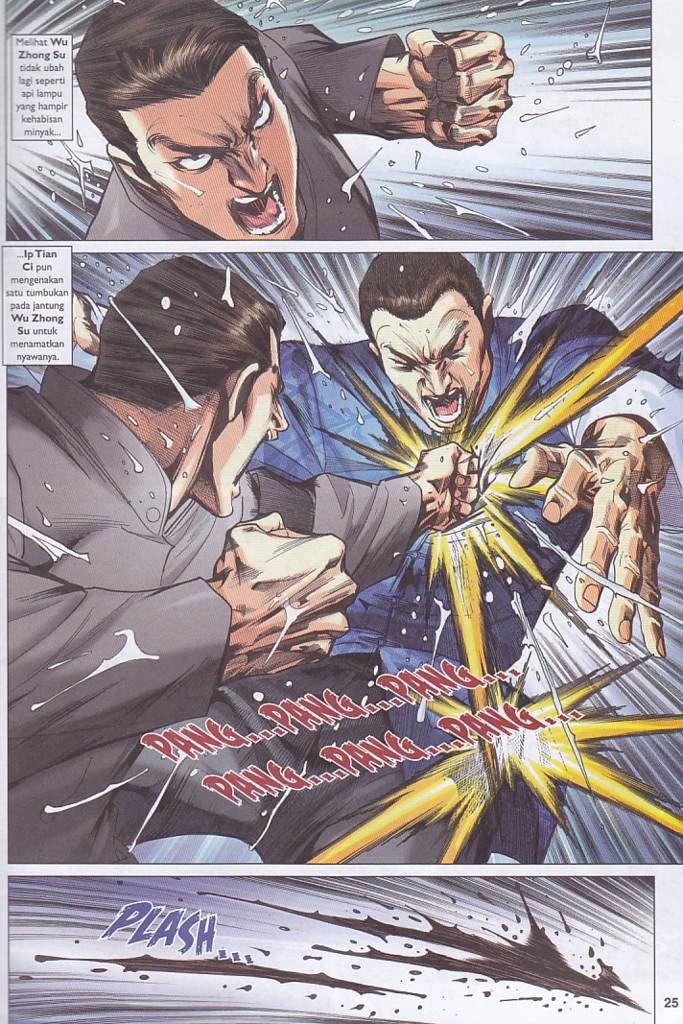 Melihat Wu
Zhong Su
tidak ubah
lagi seperti
api lampu
yang hampir
kehabisan
minyak...
...Ip Tian
Ci pun
mengenakan
satu tumbukan
pada jantung
Wu Zhong
Su untuk
menamatkan
nyawanya.
PANG...PANG...PANG...
PANG...PANG...PANG...
PLASH...
25